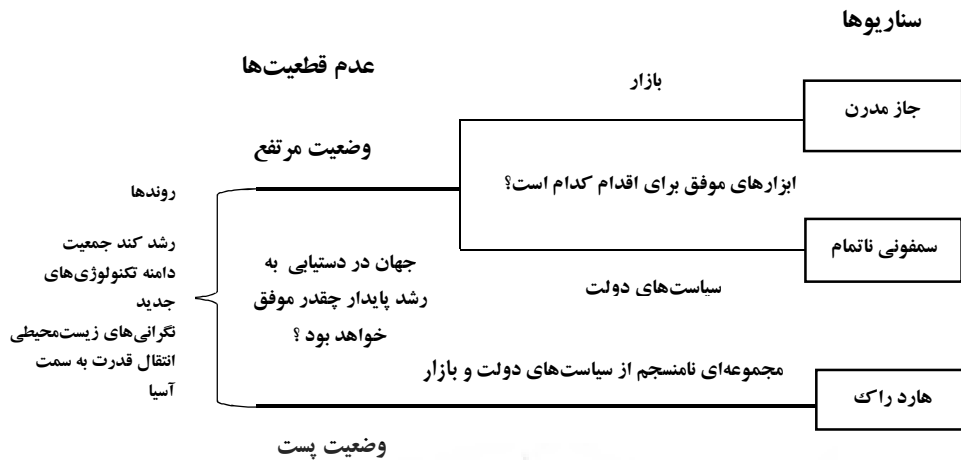 سناریوها
عدم قطعیت‌ها
بازار
جاز مدرن
وضعیت مرتفع
ابزارهای موفق برای اقدام کدام است؟
روندها
رشد کند جمعیت
دامنه تکنولوژی‌های
جدید
نگرانی‌های زیست‌محیطی
انتقال قدرت به سمت
آسیا
جهان در دستیابی به
رشد پایدار چقدر موفق
خواهد بود ؟
سمفونی ناتمام
سیاست‌های دولت
مجموعه‌ای نامنسجم از سیاست‌های دولت و بازار
هارد راک
وضعیت پست